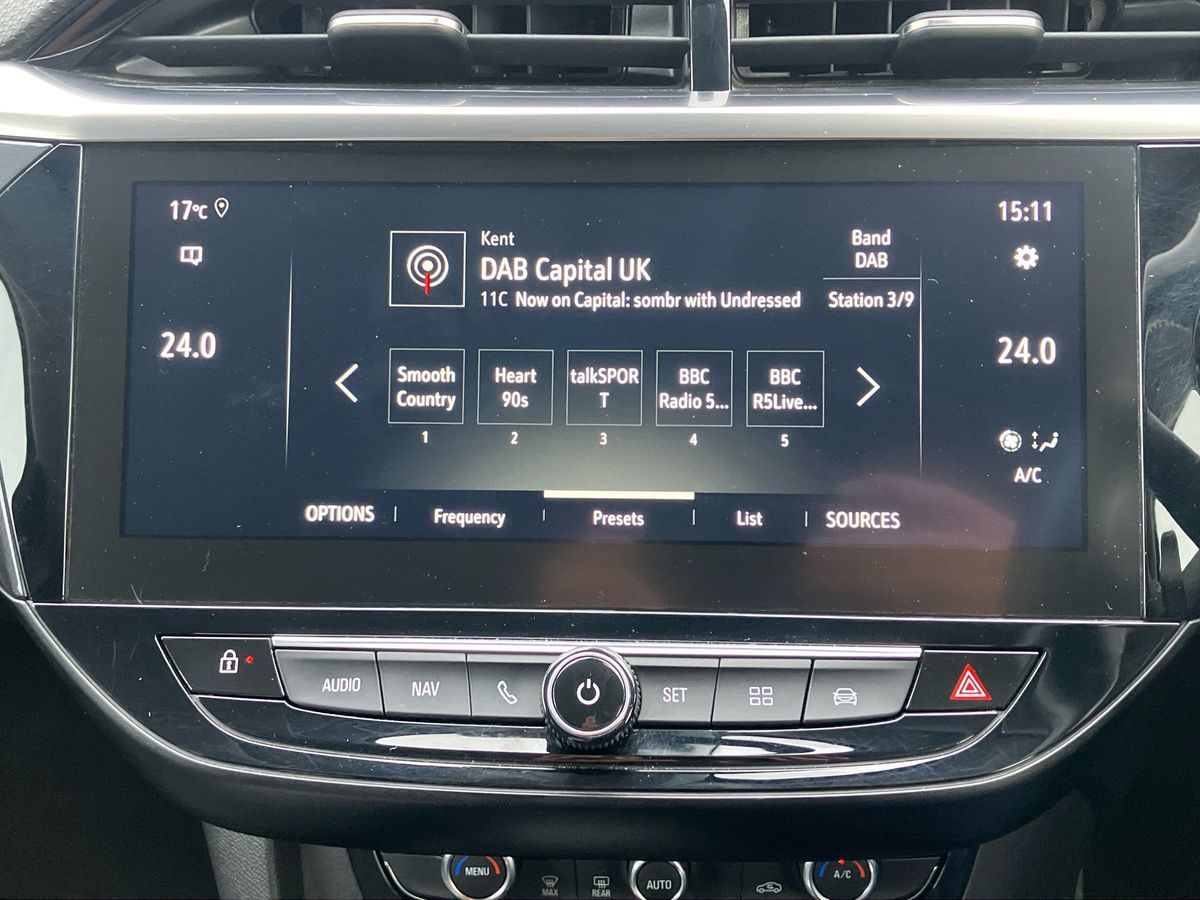 17°C
15:11
Kent
Band
DAB Capital UK
DAB
11C Now on Capital: sombr with Undressed
Station 3/9
24.0
24.0
Smooth
Country
Heart
90s
talkSPOR
T
BBC
Radio 5...
BBC
R5Live...
1
2
3
4
5
A/C
OPTIONS
Frequency
Presets
List
SOURCES
AUDIO
NAV
SET
MENU
MAX
REAR
AUTO
A/C